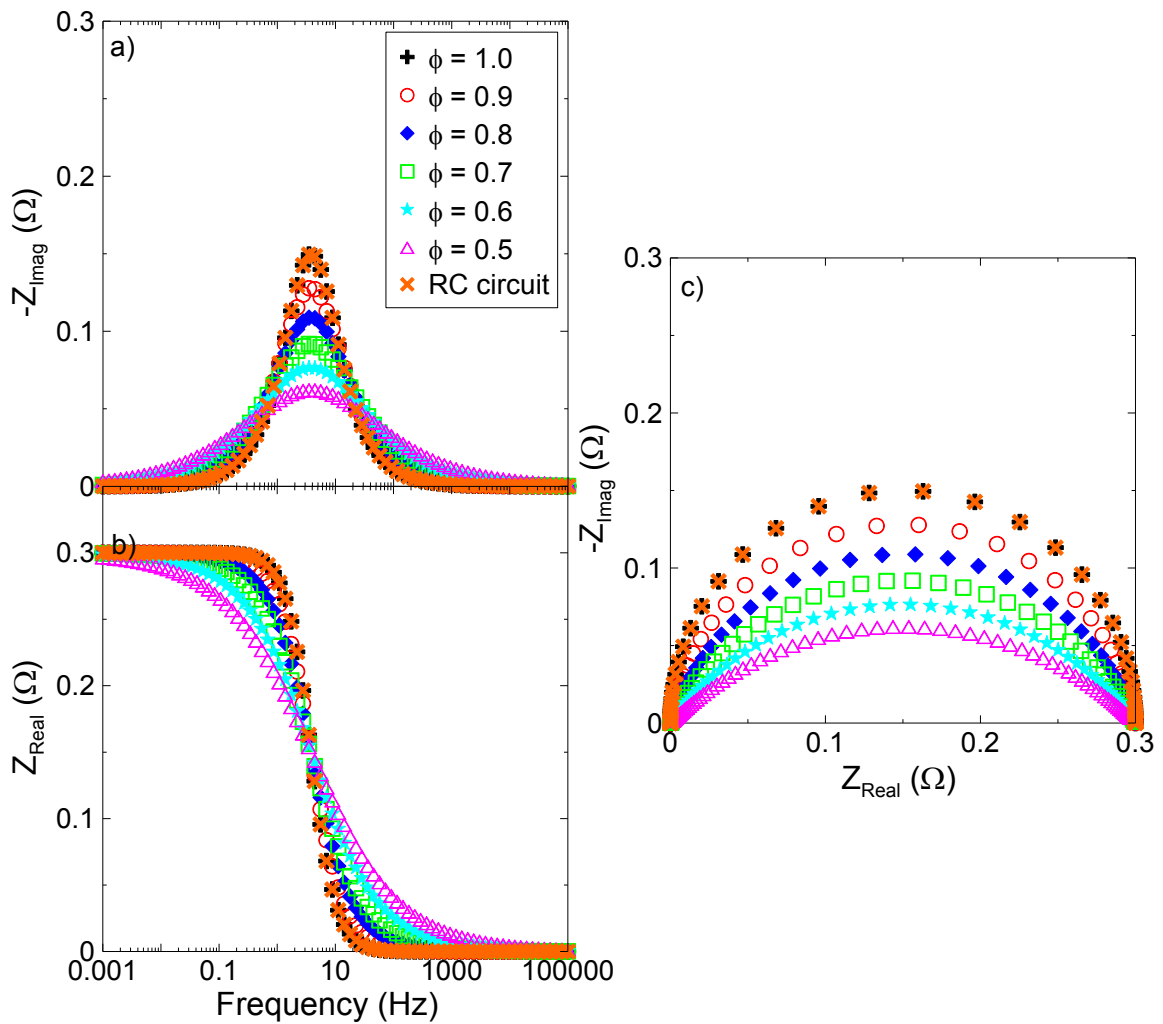 a)
0.3
0.2
0.1
0
-Z_Imag (Ω)
ϕ = 1.0
ϕ = 0.9
ϕ = 0.8
ϕ = 0.7
ϕ = 0.6
ϕ = 0.5
RC circuit
b)
0.3
0.2
0.1
0
Z_Real (Ω)
0.001 0.1 10 1000 100000
Frequency (Hz)
c)
0.3
0.2
0.1
0
-Z_Imag (Ω)
0 0.1 0.2 0.3
Z_Real (Ω)